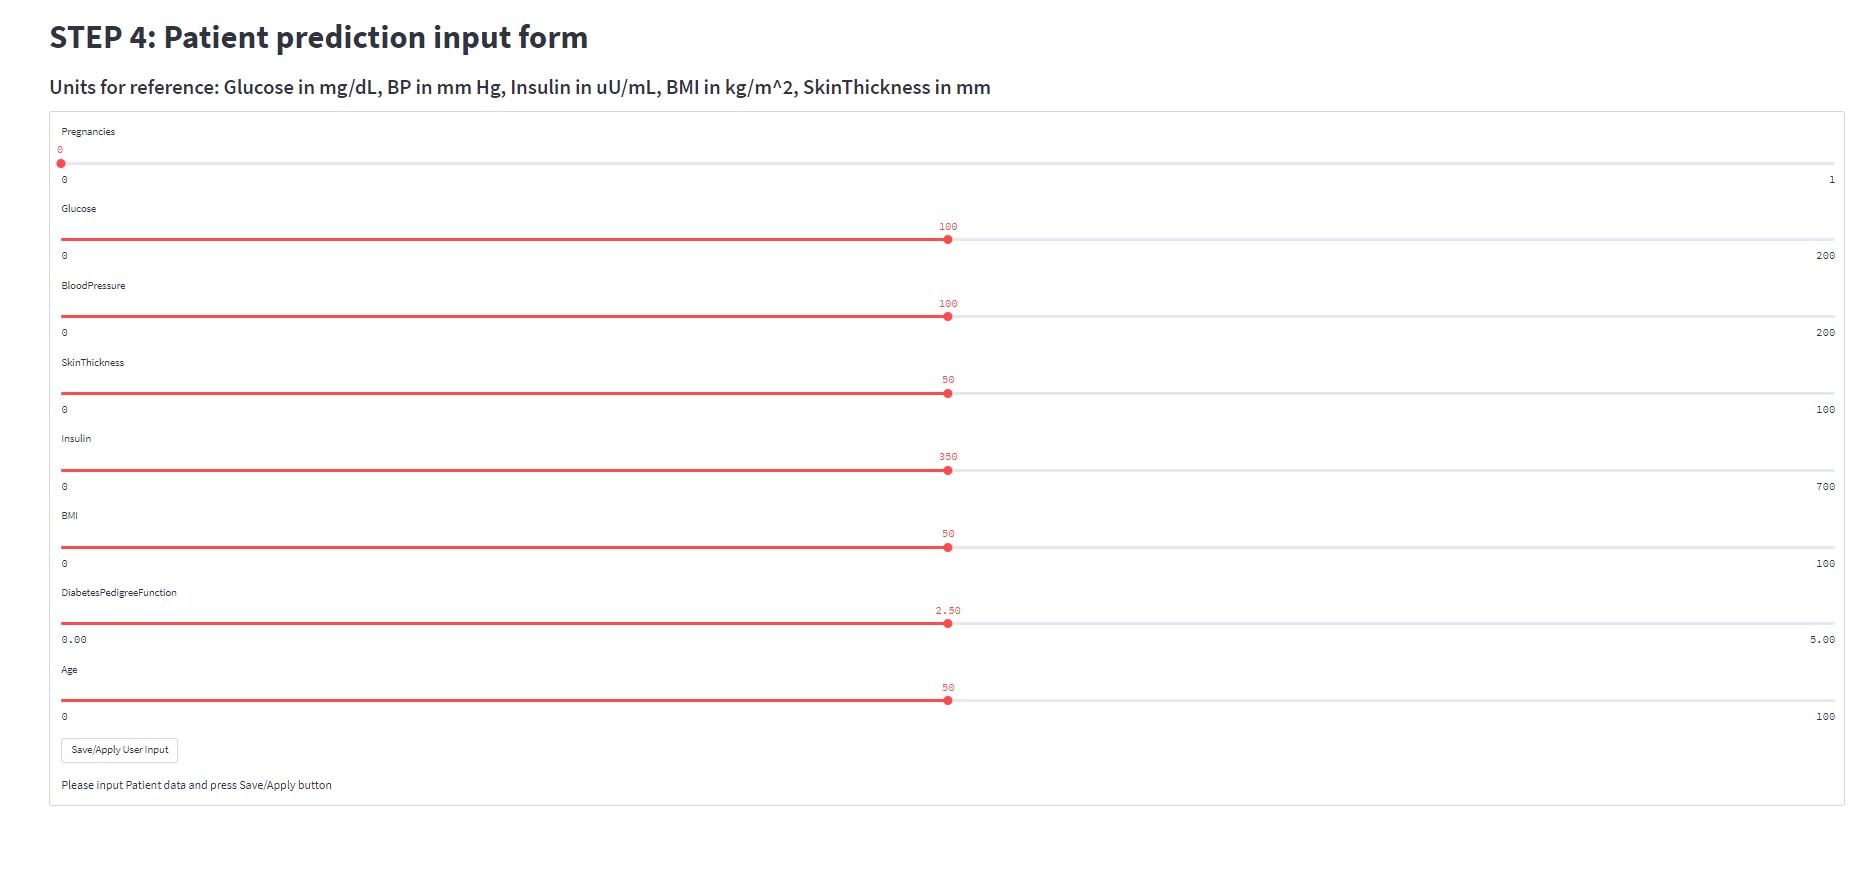 STEP 4: Patient prediction input form
Units for reference: Glucose in mg/dL, BP in mm Hg, Insulin in uU/mL, BMI in kg/m^2, SkinThickness in mm
Pregnancies
0
0 1
Glucose
100
0 200
BloodPressure
100
0 200
SkinThickness
50
0 100
Insulin
350
0 700
BMI
50
0 100
DiabetesPedigreeFunction
2.50
0.00 5.00
Age
50
0 100
Save/Apply User Input
Please input Patient data and press Save/Apply button